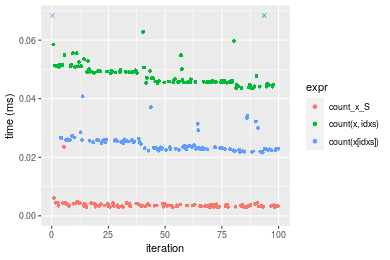 time (ms)
0.06
0.04
0.02
0.00
0
25
50
75
100
iteration
expr
count_x_S
count(x, idxs)
count(x[idxs])